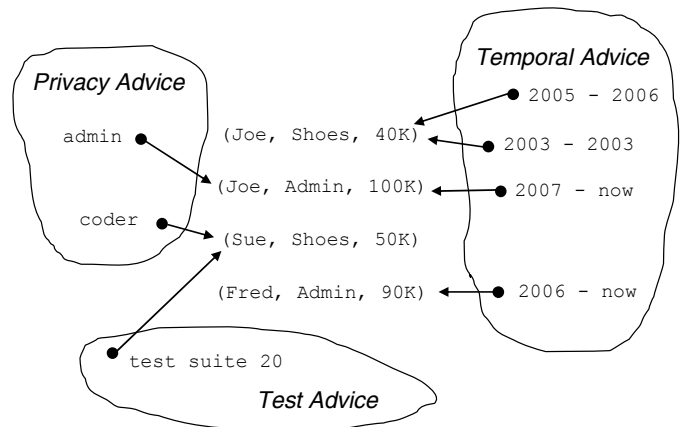 Temporal Advice
Privacy Advice
2005 - 2006
admin
(Joe, Shoes, 40K)
2003 - 2003
(Joe, Admin, 100K)
2007 - now
coder
(Sue, Shoes, 50K)
(Fred, Admin, 90K)
2006 - now
test suite 20
Test Advice